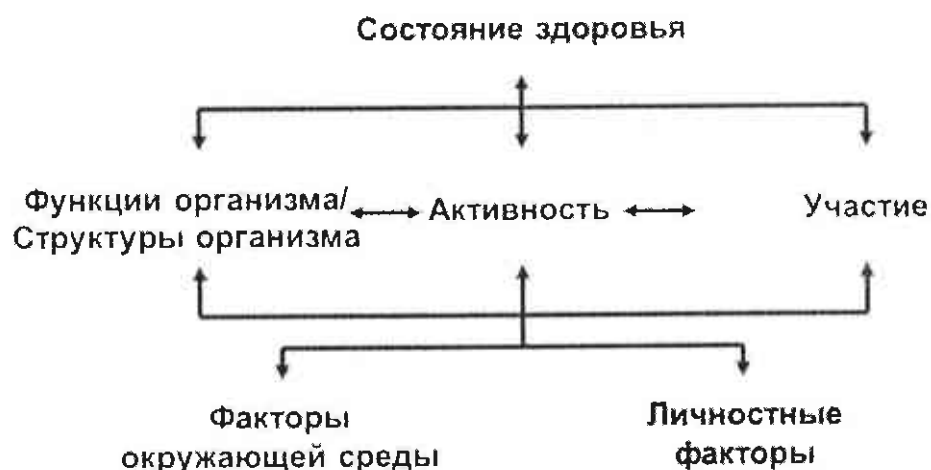 Состояние здоровья
Функции организма/
Структуры организма
Активность
Участие
Факторы
окружающей среды
Личностные
факторы